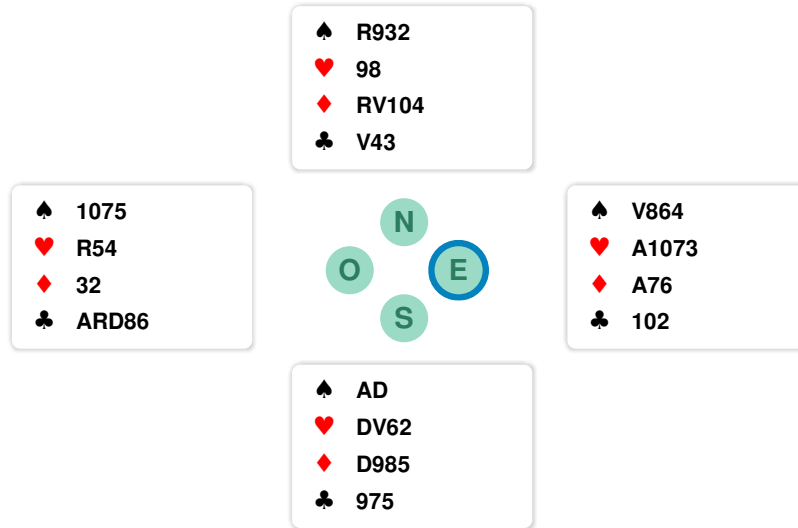 ♠ R932
♥ 98
♦ RV104
♣ V43
♠ 1075
♥ R54
♦ 32
♣ ARD86
N
O E
S
♠ V864
♥ A1073
♦ A76
♣ 102
♠ AD
♥ DV62
♦ D985
♣ 975